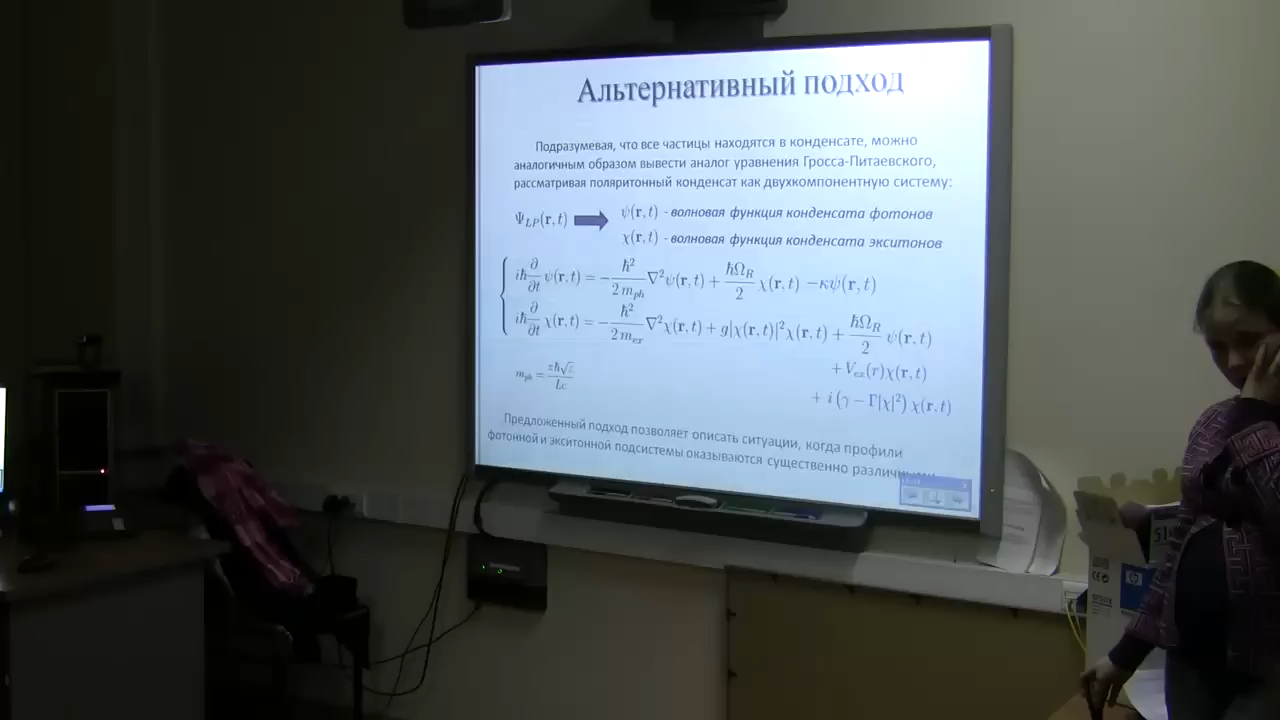 Альтернативный подход
Подразумевая, что все частицы находятся в конденсате, можно
аналогичным образом вывести аналог уравнения Гросса-Питаевского,
рассматривая поляритонный конденсат как двухкомпонентную систему:
Ψ_LP(r,t) ψ(r,t) - волновая функция конденсата фотонов
χ(r,t) - волновая функция конденсата экситонов
iħ ∂/∂t ψ(r,t) = −ħ²/2m_ph ∇²ψ(r,t) + ħΩ_R/2 χ(r,t) −κψ(r,t)
iħ ∂/∂t χ(r,t) = −ħ²/2m_ex ∇²χ(r,t) + g|χ(r,t)|²χ(r,t) + ħΩ_R/2 ψ(r,t)
+ V_ex(r)χ(r,t)
+ i(γ − Γ|χ|²)χ(r,t)
m_ph =
Предложенный подход позволяет описать ситуации, когда профили
фотонной и экситонной подсистемы оказываются существенно различными
hp